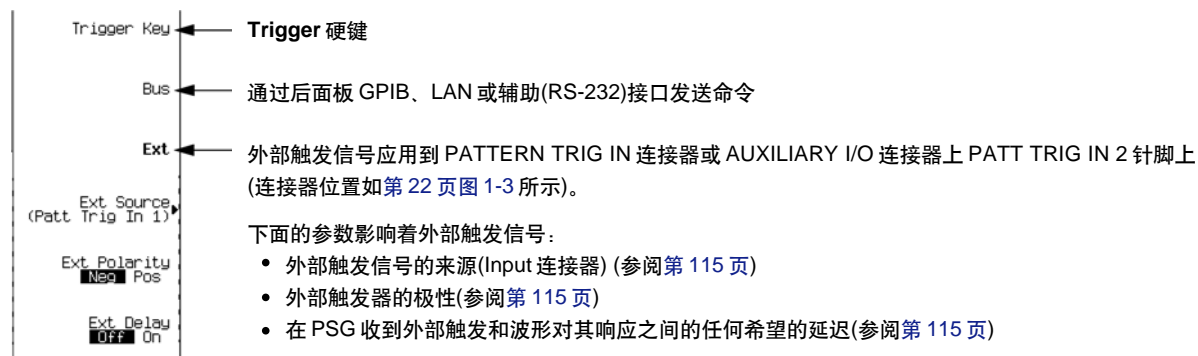 Trigger Key
Trigger 硬键
Bus
通过后面板 GPIB、LAN 或辅助(RS-232)接口发送命令
Ext
外部触发信号应用到 PATTERN TRIG IN 连接器或 AUXILIARY I/O 连接器上 PATT TRIG IN 2 针脚上
(连接器位置如第 22 页图 1-3 所示)。
Ext Source
(Patt Trig In 1)
下面的参数影响着外部触发信号：
Ext Polarity
Neg Pos
• 外部触发信号的来源(Input 连接器) (参阅第 115 页)
• 外部触发器的极性(参阅第 115 页)
Ext Delay
Off On
• 在 PSG 收到外部触发和波形对其响应之间的任何希望的延迟(参阅第 115 页)